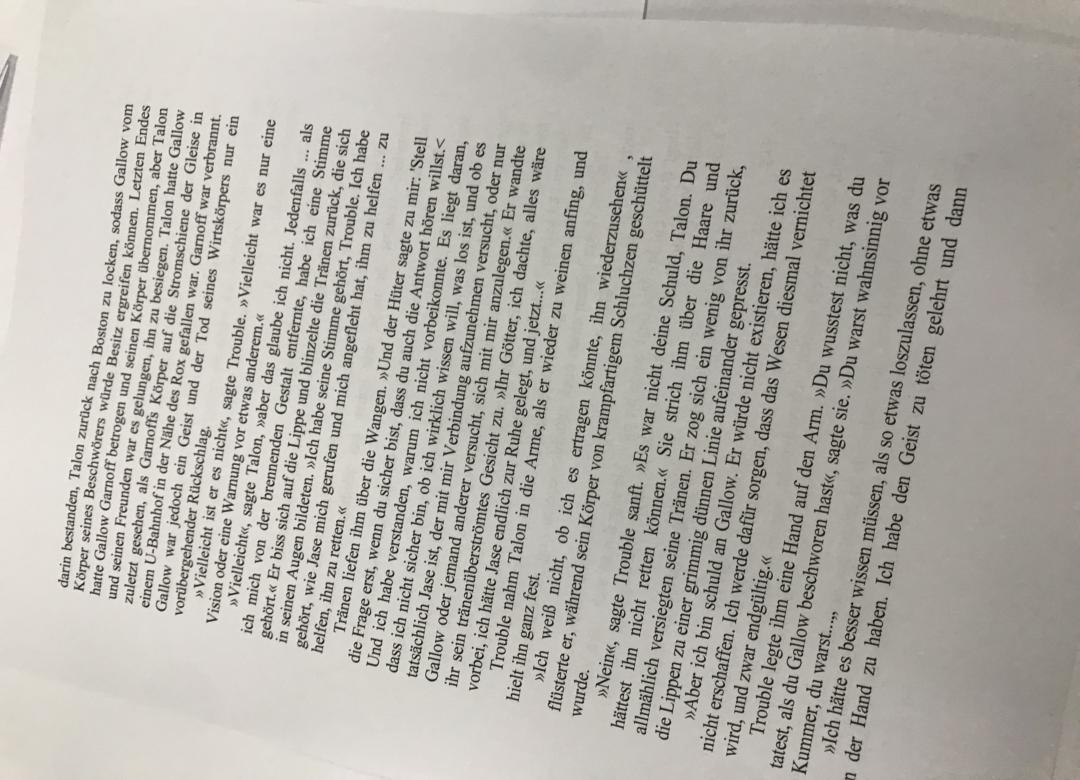 darin bestanden, Talon zurück nach Boston zu locken, sodass Gallow vom
Körper seines Beschwörers würde Besitz ergreifen können. Letzten Endes
hatte Gallow Garnoff betrogen und seinen Körper übernommen, aber Talon
und seinen Freunden war es gelungen, ihn zu besiegen. Talon hatte Gallow
zuletzt gesehen, als Garnoffs Körper auf die Stromschiene der Gleise in
einem U-Bahnhof in der Nähe des Rox gefallen war. Garnoff war verbrannt.
Gallow war jedoch ein Geist und der Tod seines Wirtskörpers nur ein
vorübergehender Rückschlag.
»Vielleicht ist er es nicht«, sagte Trouble. »Vielleicht war es nur eine
Vision oder eine Warnung vor etwas anderem.«
»Vielleicht«, sagte Talon, »aber das glaube ich nicht. Jedenfalls ... als
ich mich von der brennenden Gestalt entfernte, habe ich eine Stimme
gehört.« Er biss sich auf die Lippe und blinzelte die Tränen zurück, die sich
in seinen Augen bildeten. »Ich habe seine Stimme gehört, Trouble. Ich habe
gehört, wie Jase mich gerufen und mich angefleht hat, ihm zu helfen ... zu
helfen, ihn zu retten.«
Tränen liefen ihm über die Wangen. »Und der Hüter sagte zu mir: 'Stell
die Frage erst, wenn du sicher bist, dass du auch die Antwort hören willst.<
Und ich habe verstanden, warum ich nicht vorbeikonnte. Es liegt daran,
dass ich nicht sicher bin, ob ich wirklich wissen will, was los ist, und ob es
tatsächlich Jase ist, der mit mir Verbindung aufzunehmen versucht, oder nur
Gallow oder jemand anderer versucht, sich mit mir anzulegen.« Er wandte
ihr sein tränenüberströmtes Gesicht zu. »Ihr Götter, ich dachte, alles wäre
vorbei, ich hätte Jase endlich zur Ruhe gelegt, und jetzt...«
Trouble nahm Talon in die Arme, als er wieder zu weinen anfing, und
hielt ihn ganz fest.
»Ich weiß nicht, ob ich es ertragen könnte, ihn wiederzusehen« ,
flüsterte er, während sein Körper von krampfartigem Schluchzen geschüttelt
wurde.
»Nein«, sagte Trouble sanft. »Es war nicht deine Schuld, Talon. Du
hättest ihn nicht retten können.« Sie strich ihm über die Haare und
allmählich versiegten seine Tränen. Er zog sich ein wenig von ihr zurück,
die Lippen zu einer grimmig dünnen Linie aufeinander gepresst.
»Aber ich bin schuld an Gallow. Er würde nicht existieren, hätte ich es
nicht erschaffen. Ich werde dafür sorgen, dass das Wesen diesmal vernichtet
wird, und zwar endgültig.«
Trouble legte ihm eine Hand auf den Arm. »Du wusstest nicht, was du
tatest, als du Gallow beschworen hast«, sagte sie. »Du warst wahnsinnig vor
Kummer, du warst...„
»Ich hätte es besser wissen müssen, als so etwas loszulassen, ohne etwas
n der Hand zu haben. Ich habe den Geist zu töten gelehrt und dann